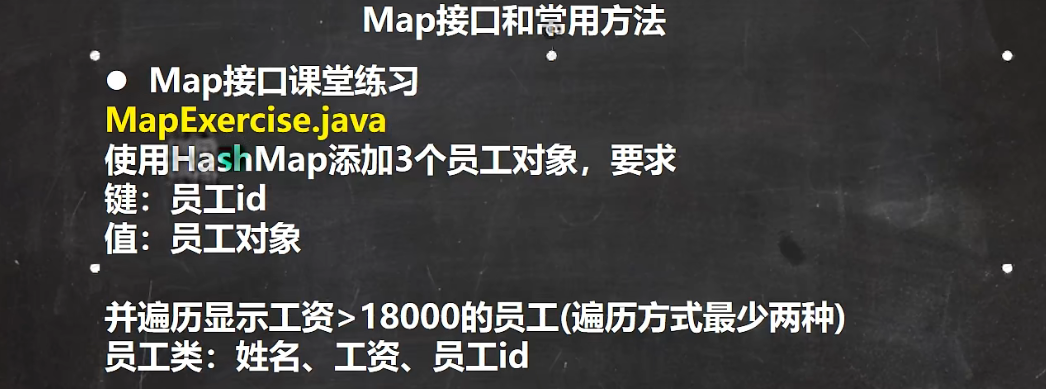 Map接口和常用方法
● Map接口课堂练习
MapExercise.java
使用HashMap添加3个员工对象，要求
键：员工id
值：员工对象
并遍历显示工资>18000的员工(遍历方式最少两种)
员工类：姓名、工资、员工id